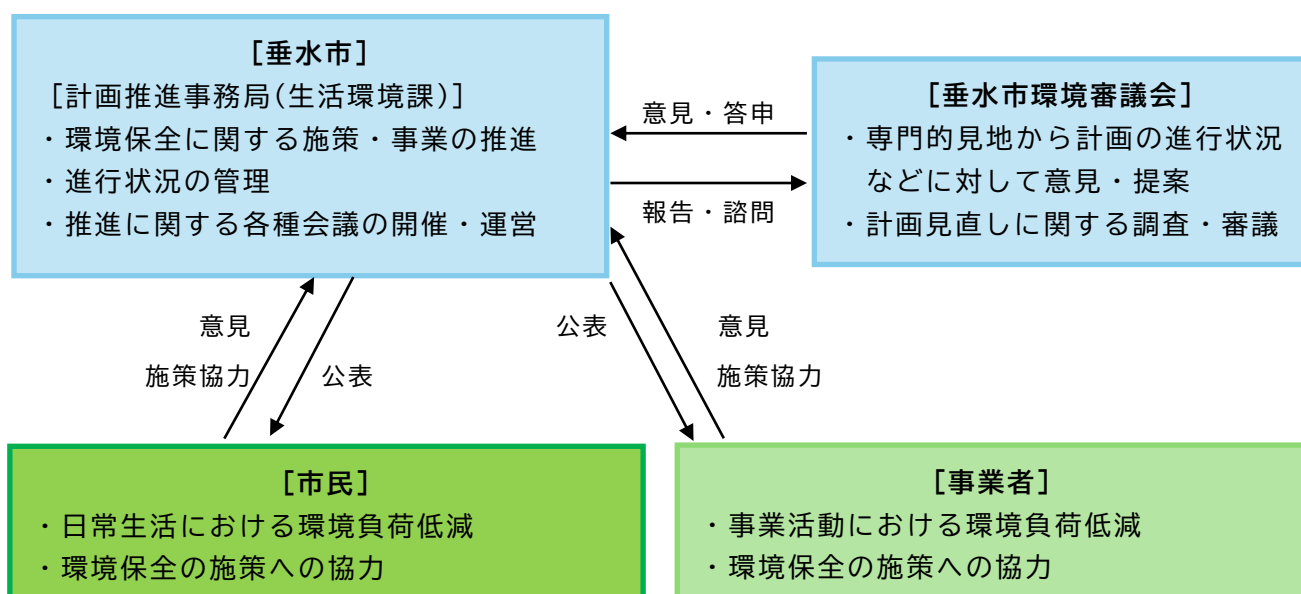 [垂水市]
[計画推進事務局(生活環境課)]
・環境保全に関する施策・事業の推進
・進行状況の管理
・推進に関する各種会議の開催・運営
意見・答申
報告・諮問
[垂水市環境審議会]
・専門的見地から計画の進行状況
などに対して意見・提案
・計画見直しに関する調査・審議
意見
施策協力
公表
公表
意見
施策協力
[市民]
・日常生活における環境負荷低減
・環境保全の施策への協力
[事業者]
・事業活動における環境負荷低減
・環境保全の施策への協力